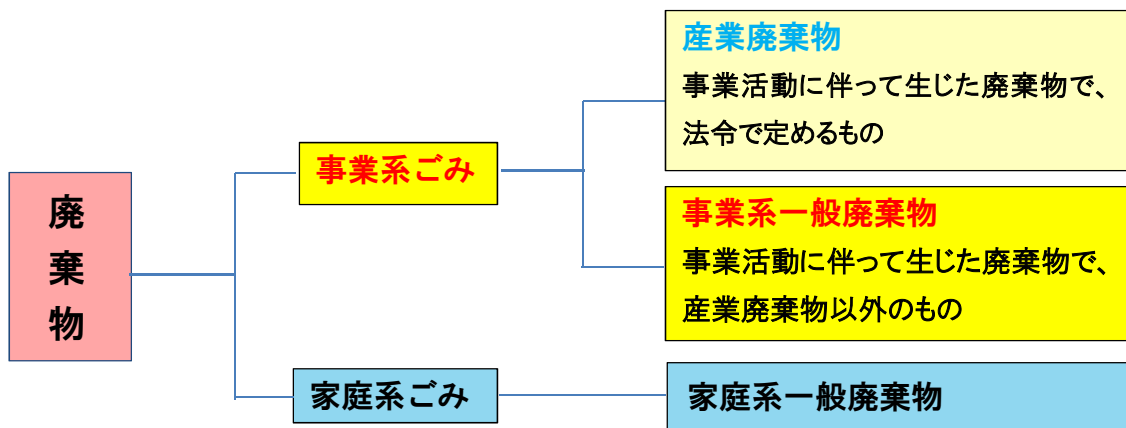 廃棄物
事業系ごみ
産業廃棄物
事業活動に伴って生じた廃棄物で、
法令で定めるもの
事業系一般廃棄物
事業活動に伴って生じた廃棄物で、
産業廃棄物以外のもの
家庭系ごみ
家庭系一般廃棄物